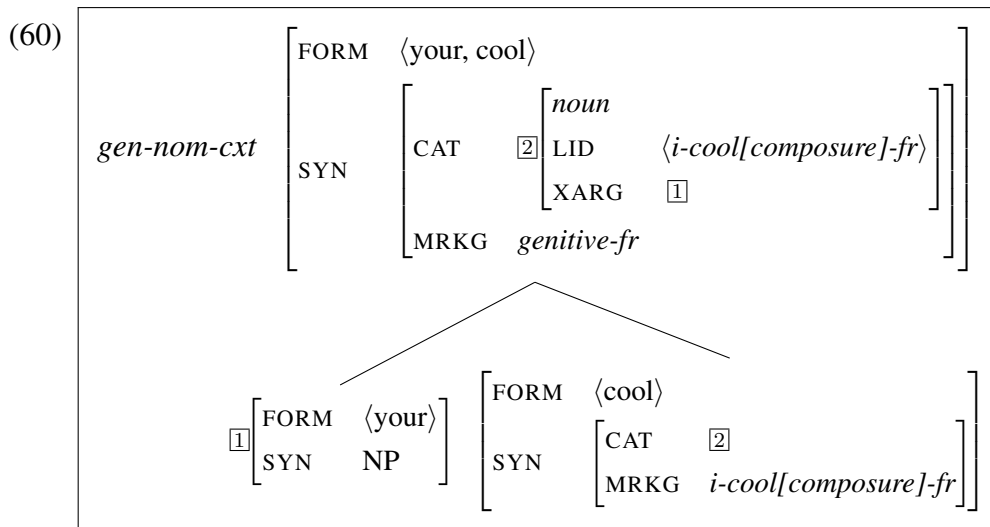 (60)
FORM ⟨your, cool⟩
noun
gen-nom-cxt CAT [2] LID ⟨i-cool[composure]-fr⟩
SYN XARG [1]
MRKG genitive-fr
FORM ⟨your⟩ FORM ⟨cool⟩
[1] CAT [2]
SYN NP SYN MRKG i-cool[composure]-fr